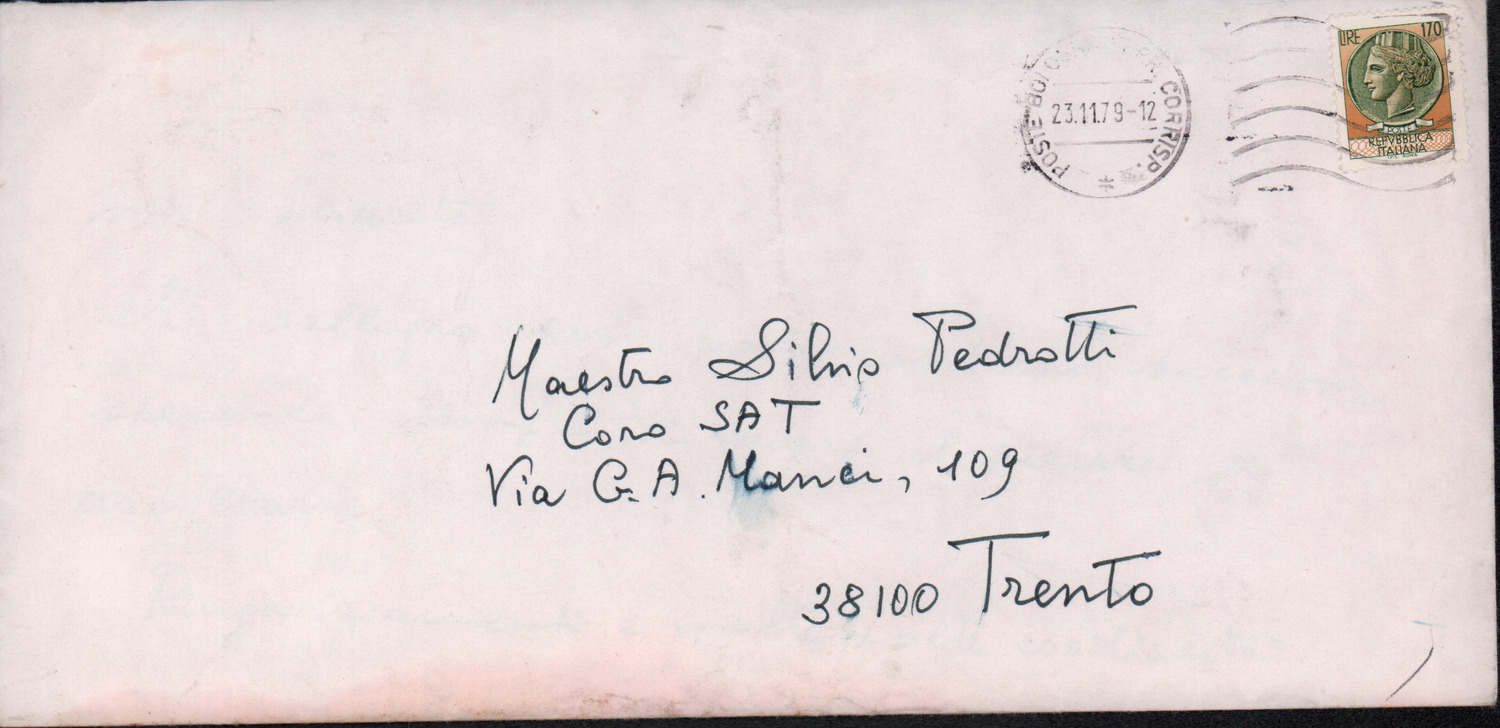 LIRE 170
POSTE
REPVBBLICA
ITALIANA
POSTE CORRISP.
23.11.79-12
Maestro Silvio Pedrotti
Coro SAT
Via G.A. Manci, 109
38100 Trento